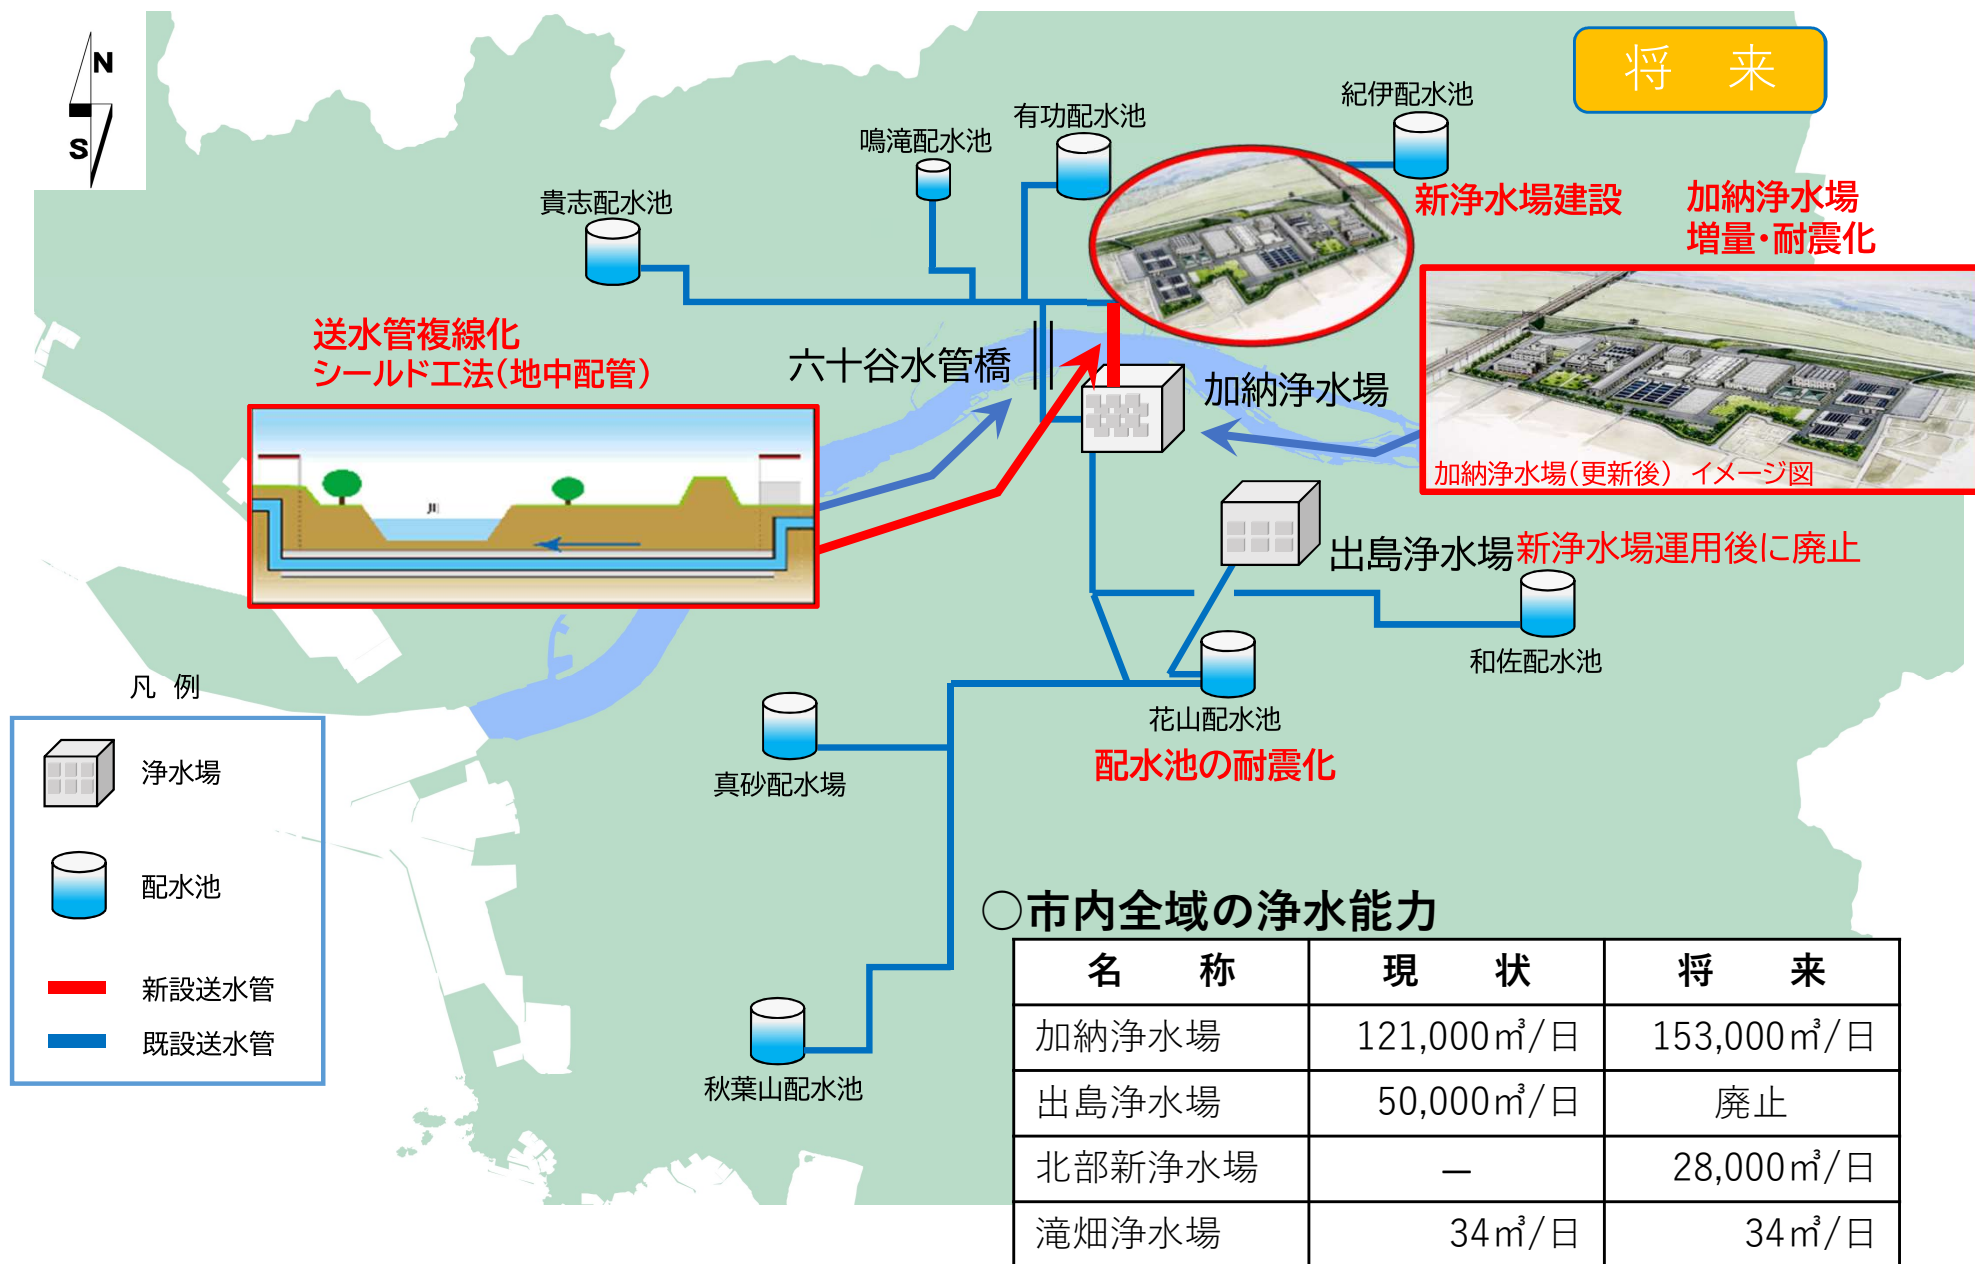 N
S
将 来
紀伊配水池
有功配水池
鳴滝配水池
貴志配水池
新浄水場建設
加納浄水場
増量・耐震化
送水管複線化
シールド工法(地中配管)
六十谷水管橋
加納浄水場
川
加納浄水場(更新後) イメージ図
出島浄水場
新浄水場運用後に廃止
和佐配水池
花山配水池
配水池の耐震化
真砂配水場
秋葉山配水池
凡 例
浄水場
配水池
新設送水管
既設送水管
○市内全域の浄水能力
名 称 現 状 将 来
加納浄水場 121,000㎥/日 153,000㎥/日
出島浄水場 50,000㎥/日 廃止
北部新浄水場 ― 28,000㎥/日
滝畑浄水場 34㎥/日 34㎥/日